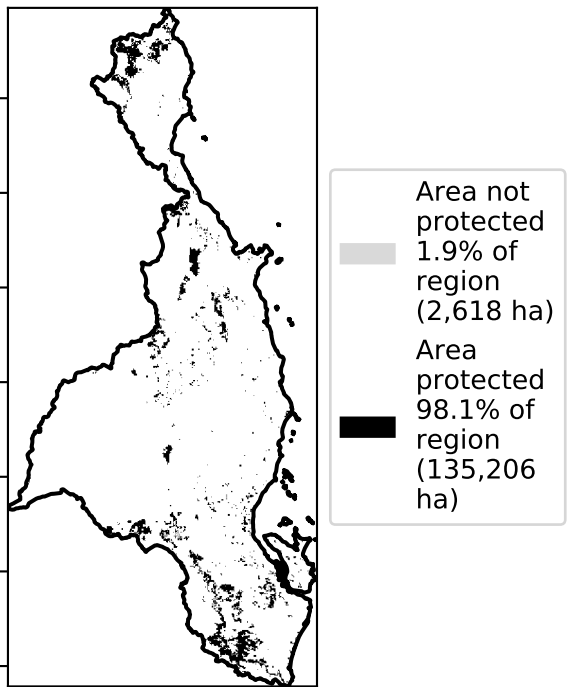 Area not
protected
1.9% of
region
(2,618 ha)
Area
protected
98.1% of
region
(135,206
ha)